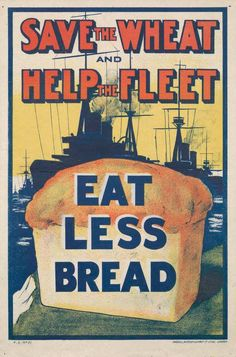 SAVE THE WHEAT
AND
HELP THE FLEET
EAT
LESS
BREAD